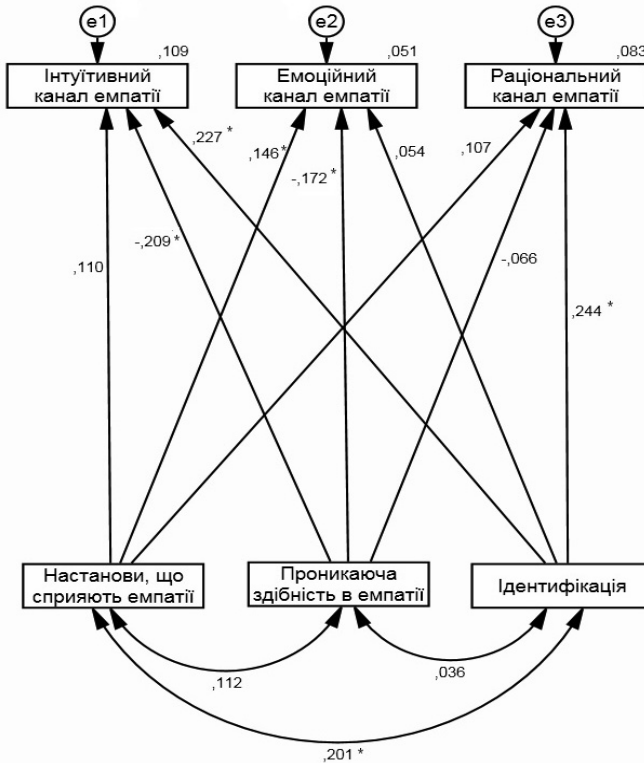 e1
e2
e3
,109
,051
,083
Інтуїтивний
канал емпатії
Емоційний
канал емпатії
Раціональний
канал емпатії
,227 *
,146 *
-,172 *
,054
,107
-,209 *
-,066
,110
,244 *
Настанови, що
сприяють емпатії
Проникаюча
здібність в емпатії
Ідентифікація
,112
,036
,201 *